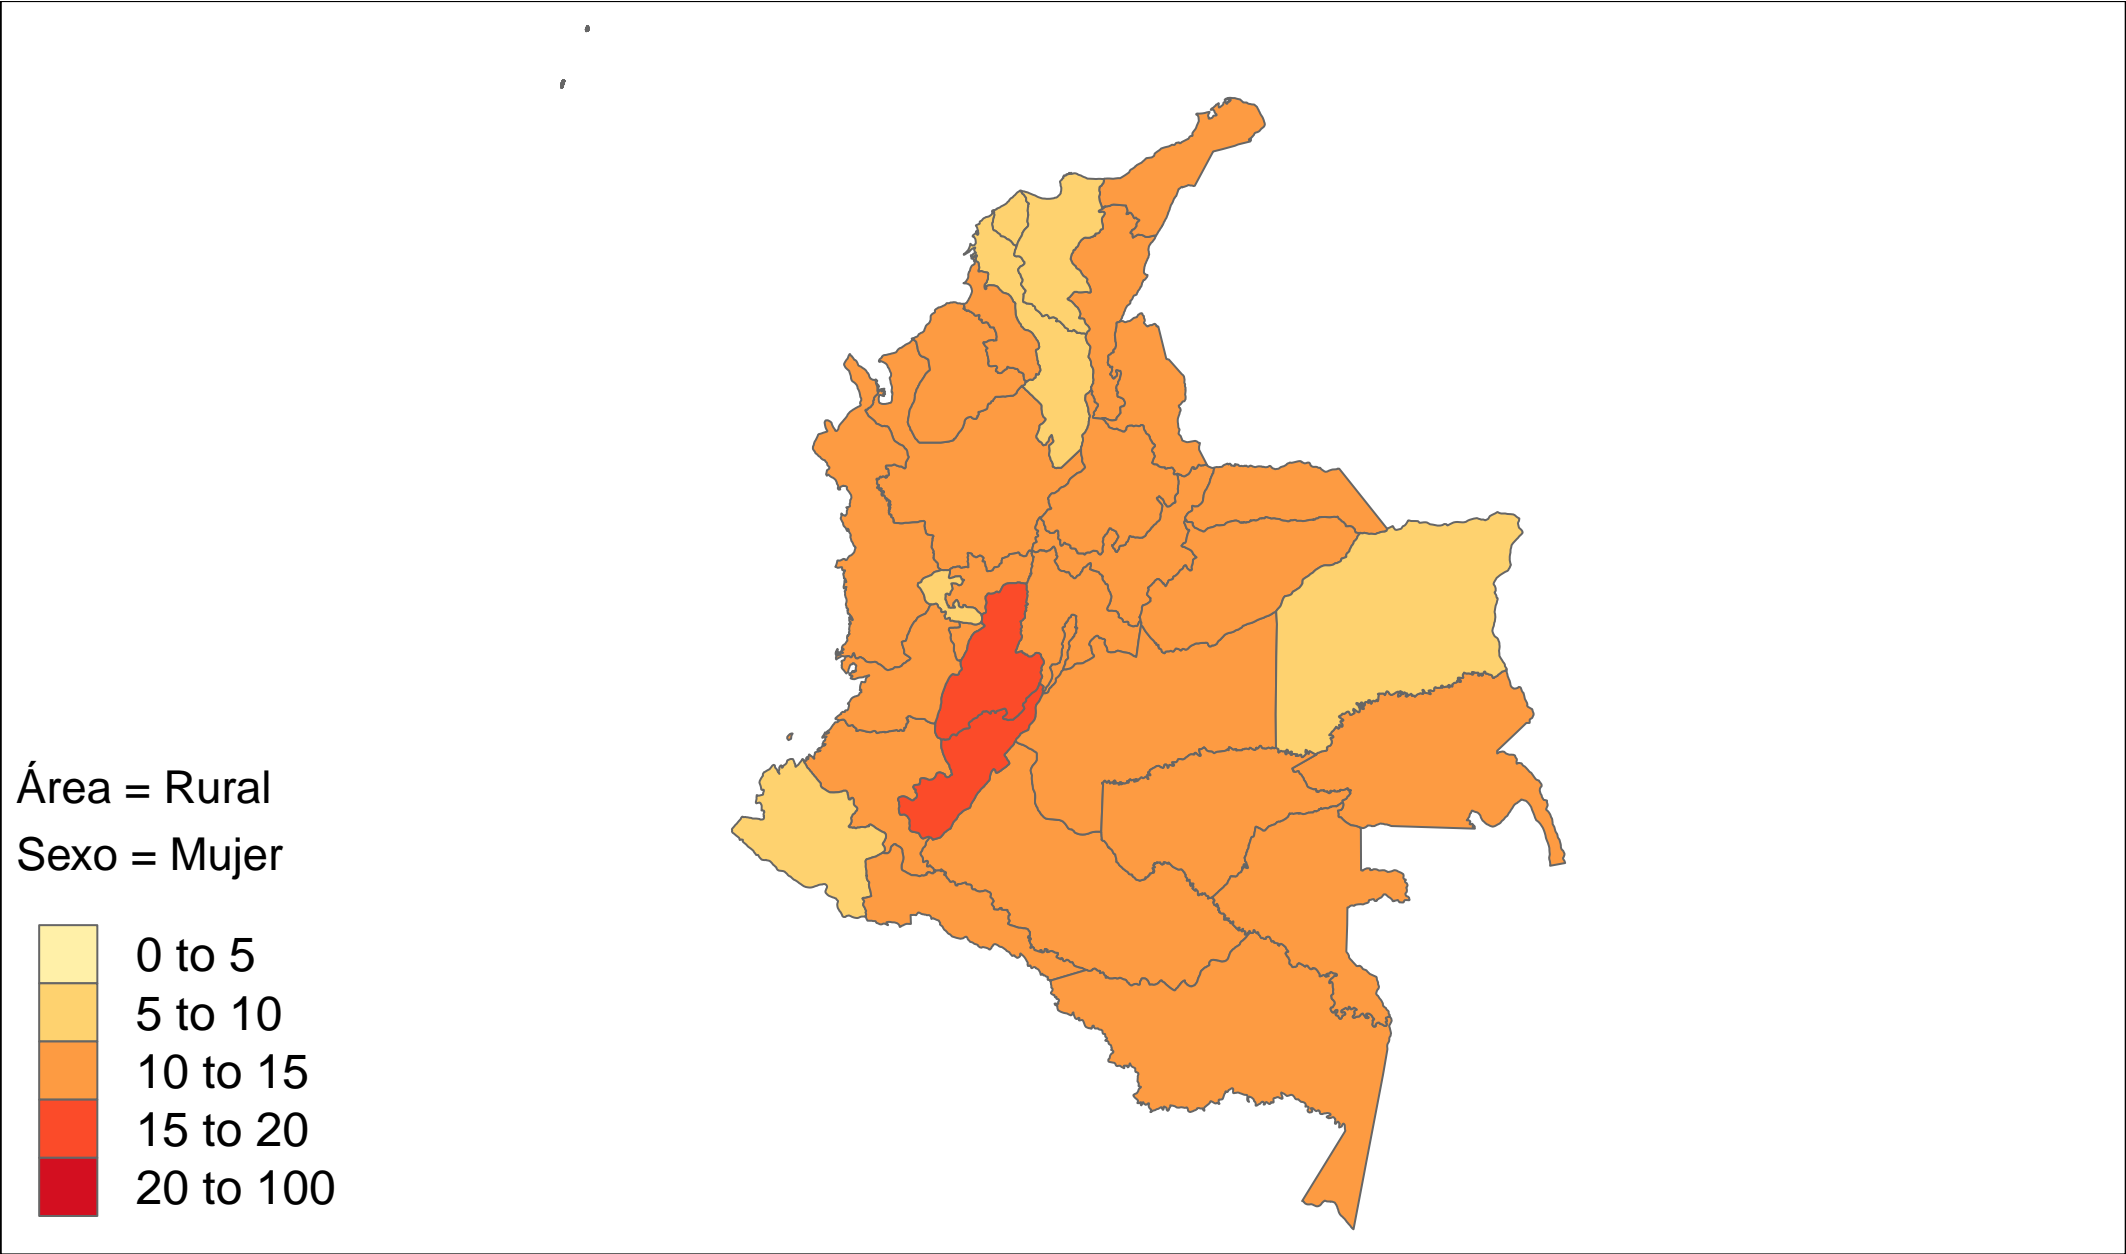 Área = Rural
Sexo = Mujer
0 to 5
5 to 10
10 to 15
15 to 20
20 to 100